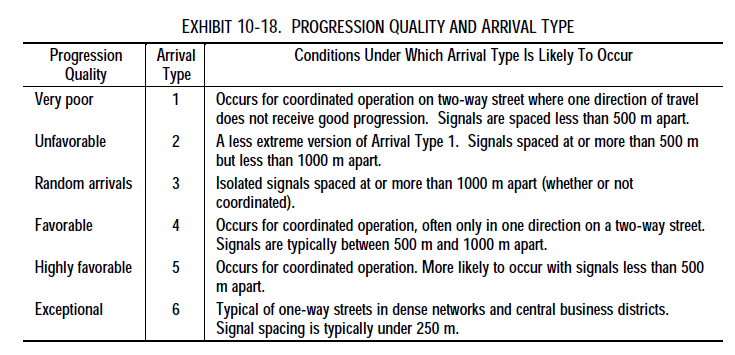 EXHIBIT 10-18. PROGRESSION QUALITY AND ARRIVAL TYPE
Progression Quality | Arrival Type | Conditions Under Which Arrival Type Is Likely To Occur
Very poor 1 Occurs for coordinated operation on two-way street where one direction of travel
does not receive good progression. Signals are spaced less than 500 m apart.
Unfavorable 2 A less extreme version of Arrival Type 1. Signals spaced at or more than 500 m
but less than 1000 m apart.
Random arrivals 3 Isolated signals spaced at or more than 1000 m apart (whether or not
coordinated).
Favorable 4 Occurs for coordinated operation, often only in one direction on a two-way street.
Signals are typically between 500 m and 1000 m apart.
Highly favorable 5 Occurs for coordinated operation. More likely to occur with signals less than 500
m apart.
Exceptional 6 Typical of one-way streets in dense networks and central business districts.
Signal spacing is typically under 250 m.